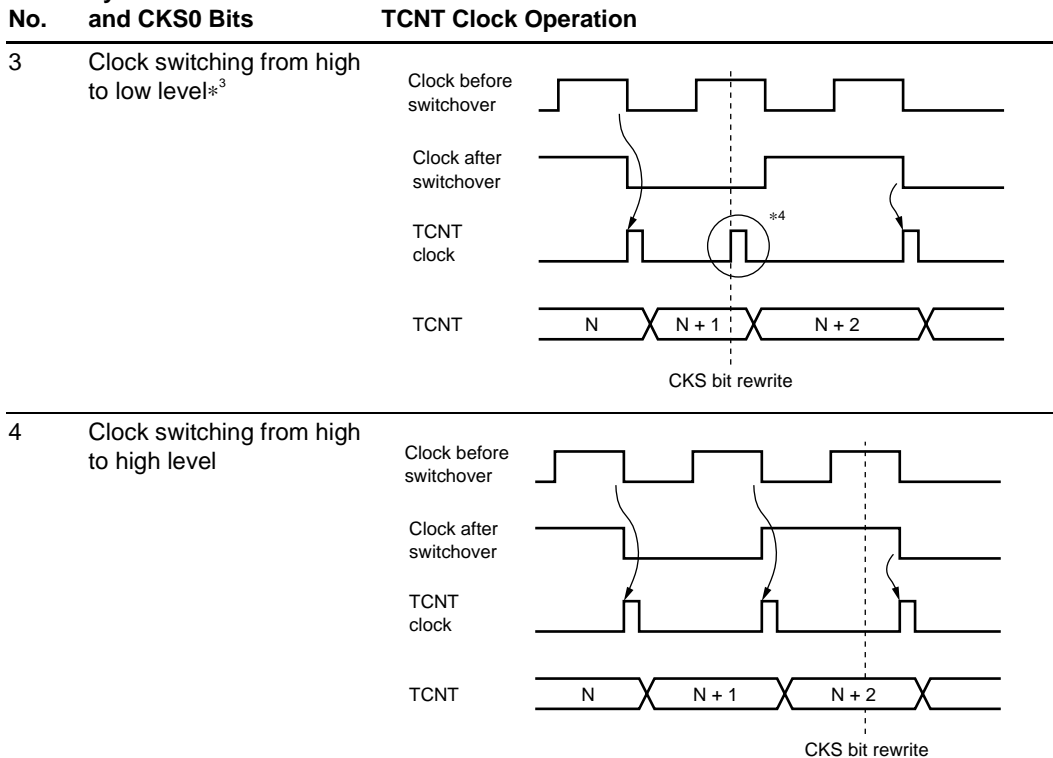 No. and CKS0 Bits TCNT Clock Operation
3 Clock switching from high
to low level*3
Clock before
switchover
Clock after
switchover
TCNT
clock
*4
TCNT N N + 1 N + 2
CKS bit rewrite
4 Clock switching from high
to high level
Clock before
switchover
Clock after
switchover
TCNT
clock
TCNT N N + 1 N + 2
CKS bit rewrite